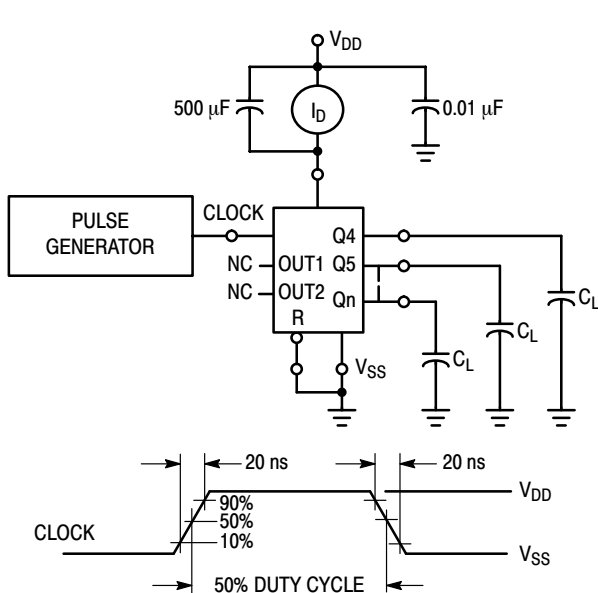 V_DD
500 μF
I_D
0.01 μF
PULSE
GENERATOR
CLOCK
Q4
NC
OUT1
Q5
NC
OUT2
Qn
R
C_L
C_L
C_L
V_SS
20 ns
20 ns
90%
50%
10%
V_DD
CLOCK
V_SS
50% DUTY CYCLE